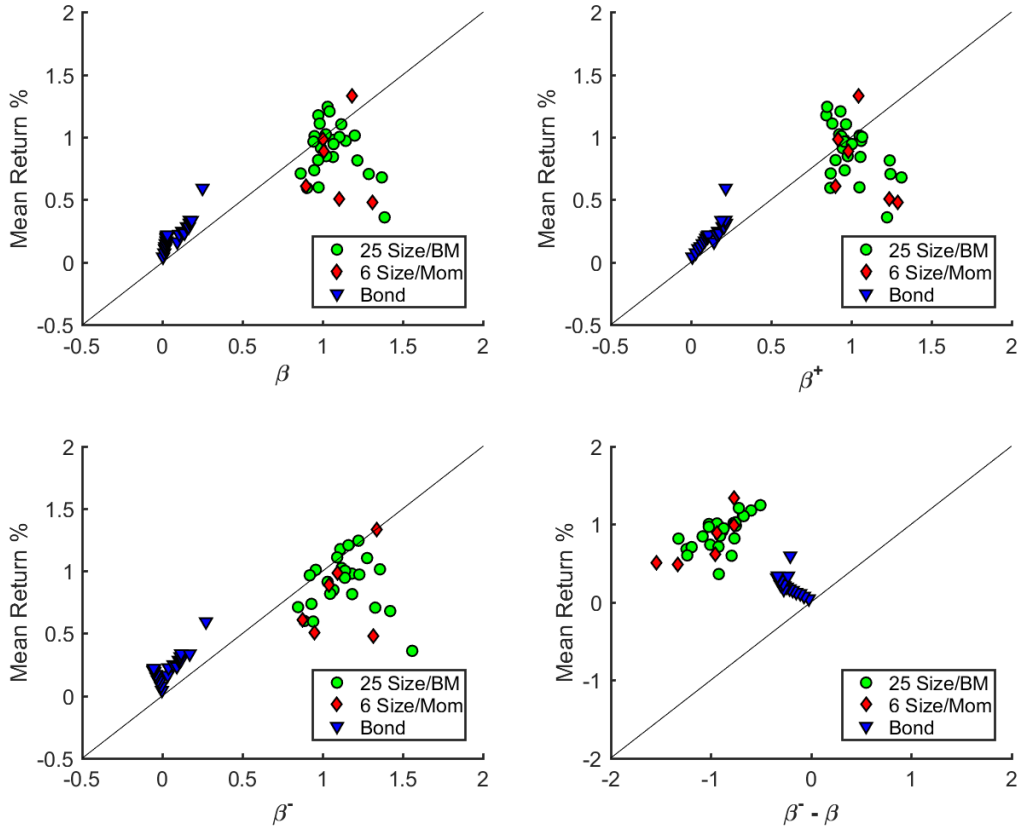 2
1.5
1
0.5
0
-0.5
Mean Return %
25 Size/BM
6 Size/Mom
Bond
-0.5 0 0.5 1 1.5 2
β
2
1.5
1
0.5
0
-0.5
Mean Return %
25 Size/BM
6 Size/Mom
Bond
-0.5 0 0.5 1 1.5 2
β+
2
1.5
1
0.5
0
-0.5
Mean Return %
25 Size/BM
6 Size/Mom
Bond
-0.5 0 0.5 1 1.5 2
β-
2
1
0
-1
-2
Mean Return %
25 Size/BM
6 Size/Mom
Bond
-2 -1 0 1 2
β- - β